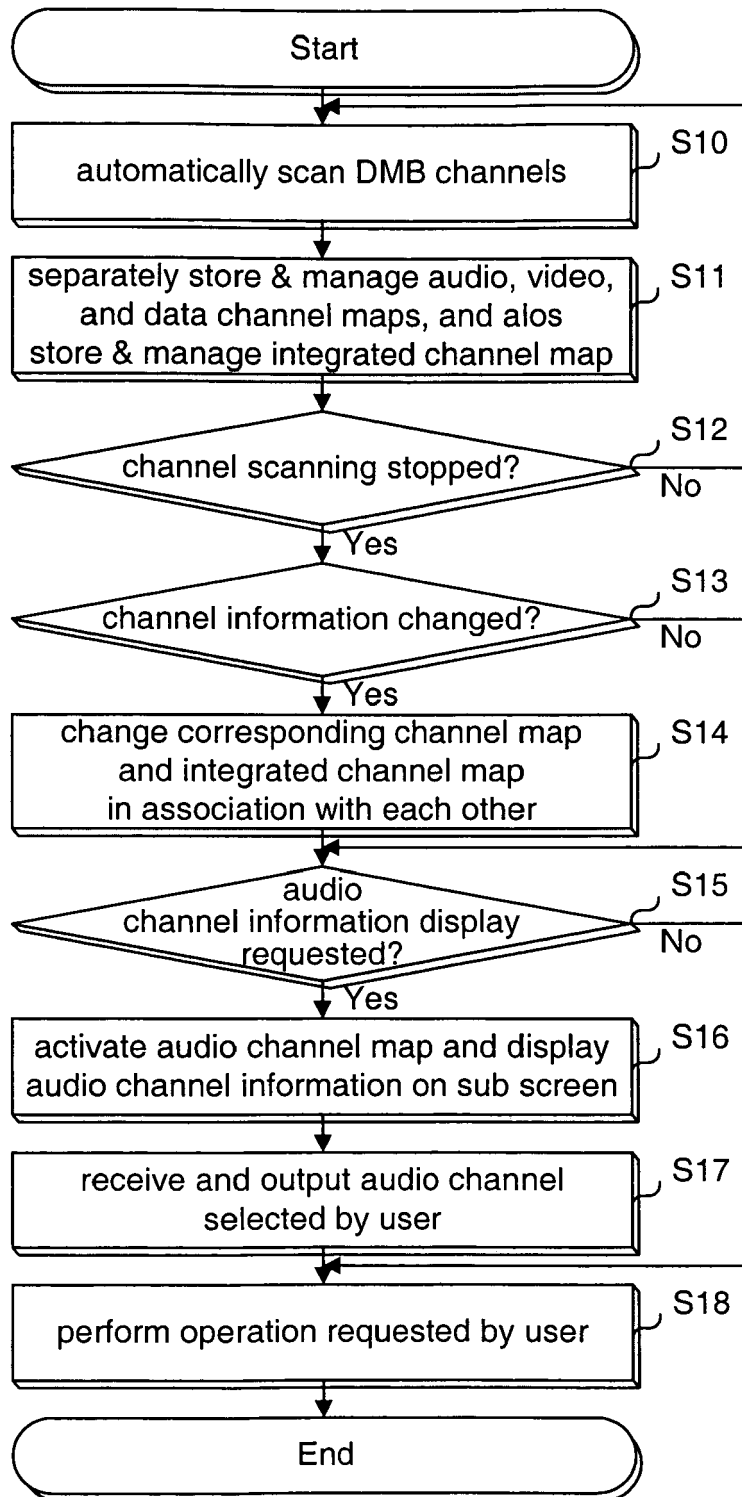 Start
automatically scan DMB channels
S10
separately store & manage audio, video,
and data channel maps, and alos
store & manage integrated channel map
S11
channel scanning stopped?
S12
No
Yes
channel information changed?
S13
No
Yes
change corresponding channel map
and integrated channel map
in association with each other
S14
audio
channel information display
requested?
S15
No
Yes
activate audio channel map and display
audio channel information on sub screen
S16
receive and output audio channel
selected by user
S17
perform operation requested by user
S18
End